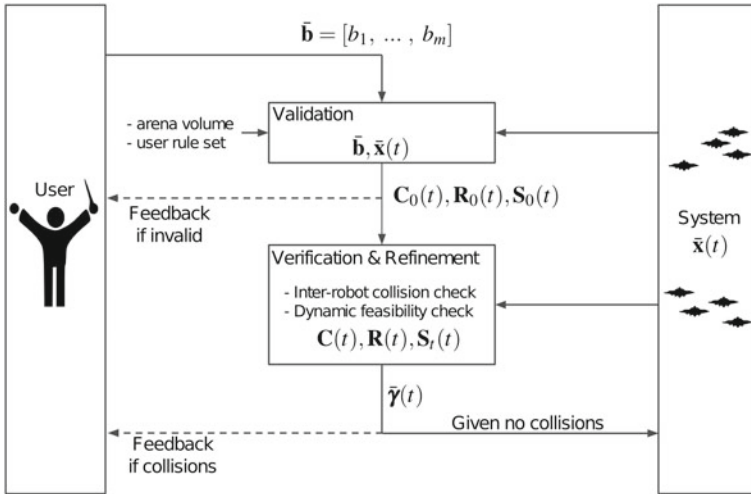 b̄ = [b₁, ... , bₘ]
Validation
- arena volume
- user rule set
b̄, x̄(t)
User
C₀(t), R₀(t), S₀(t)
Feedback
if invalid
System
x̄(t)
Verification & Refinement
- Inter-robot collision check
- Dynamic feasibility check
C(t), R(t), Sₜ(t)
γ̄(t)
Given no collisions
Feedback
if collisions